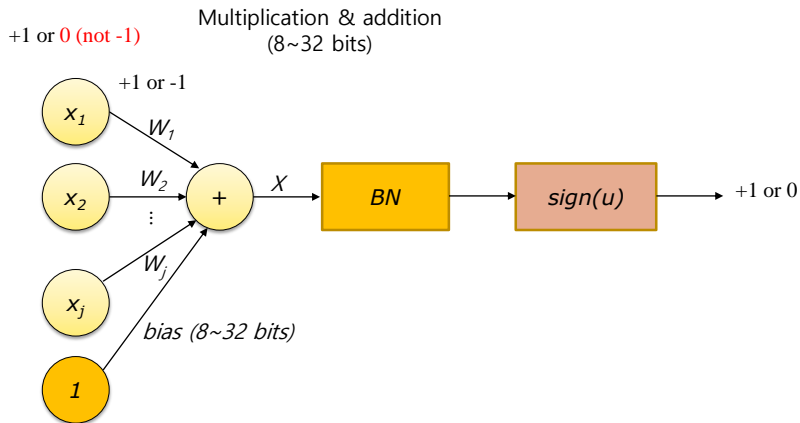 Multiplication & addition
(8~32 bits)
+1 or 0 (not -1)
+1 or -1
x1
W1
x2
W2
...
+
X
BN
sign(u)
+1 or 0
Wj
xj
bias (8~32 bits)
1